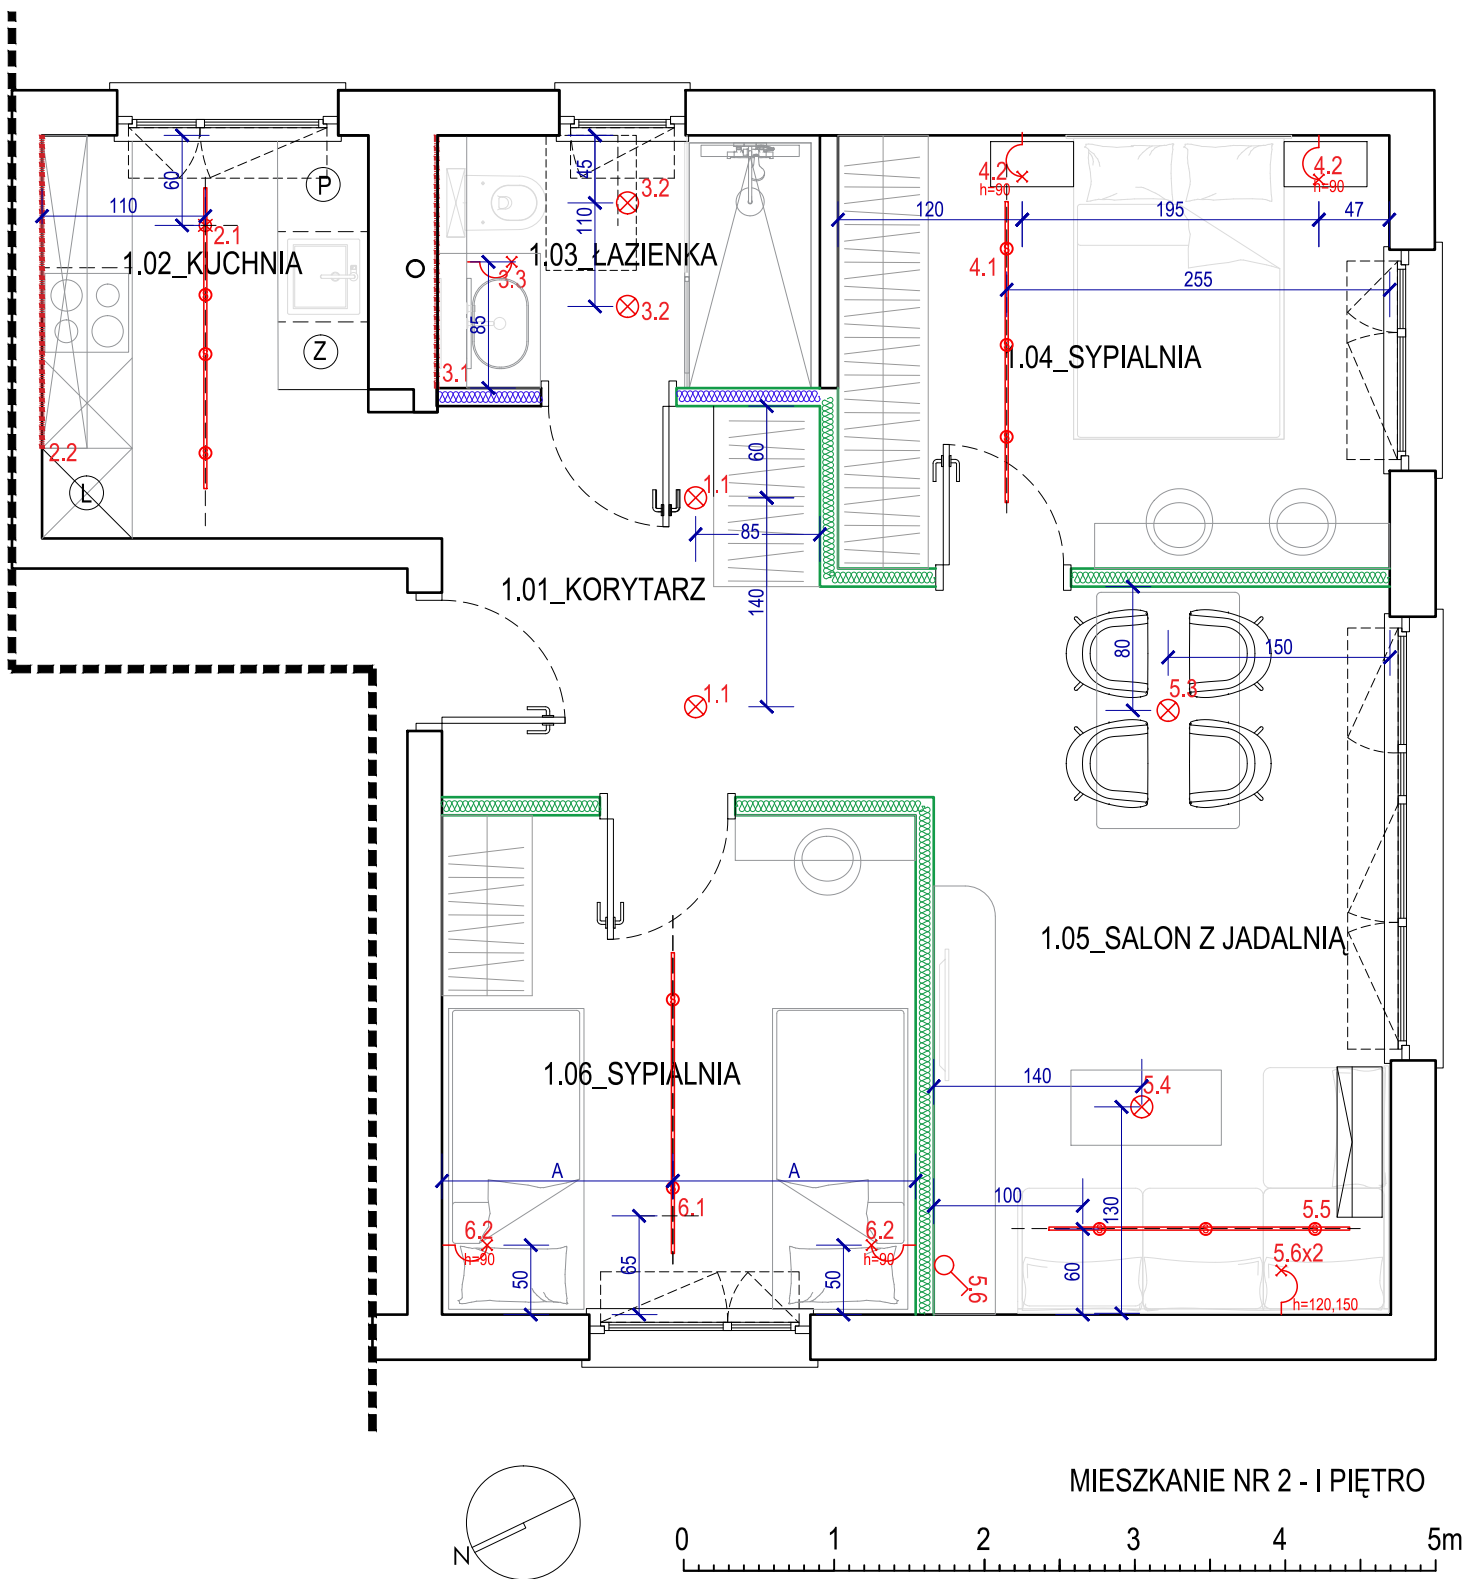 60
110
2.1
1.02_KUCHNIA
P
Z
L
2.2
45
110
3.2
1.03_ŁAZIENKA
3.3
3.2
85
3.1
4.2
h=90
4.2
h=90
120
195
47
4.1
255
1.04_SYPIALNIA
60
1.1
85
1.01_KORYTARZ
140
1.1
80
150
5.3
1.05_SALON Z JADALNIĄ
1.06_SYPIALNIA
140
5.4
A
A
6.1
100
130
5.5
6.2
h=90
6.2
h=90
50
65
50
5.6
60
5.6x2
h=120,150
MIESZKANIE NR 2 - I PIĘTRO
N
0 1 2 3 4 5m